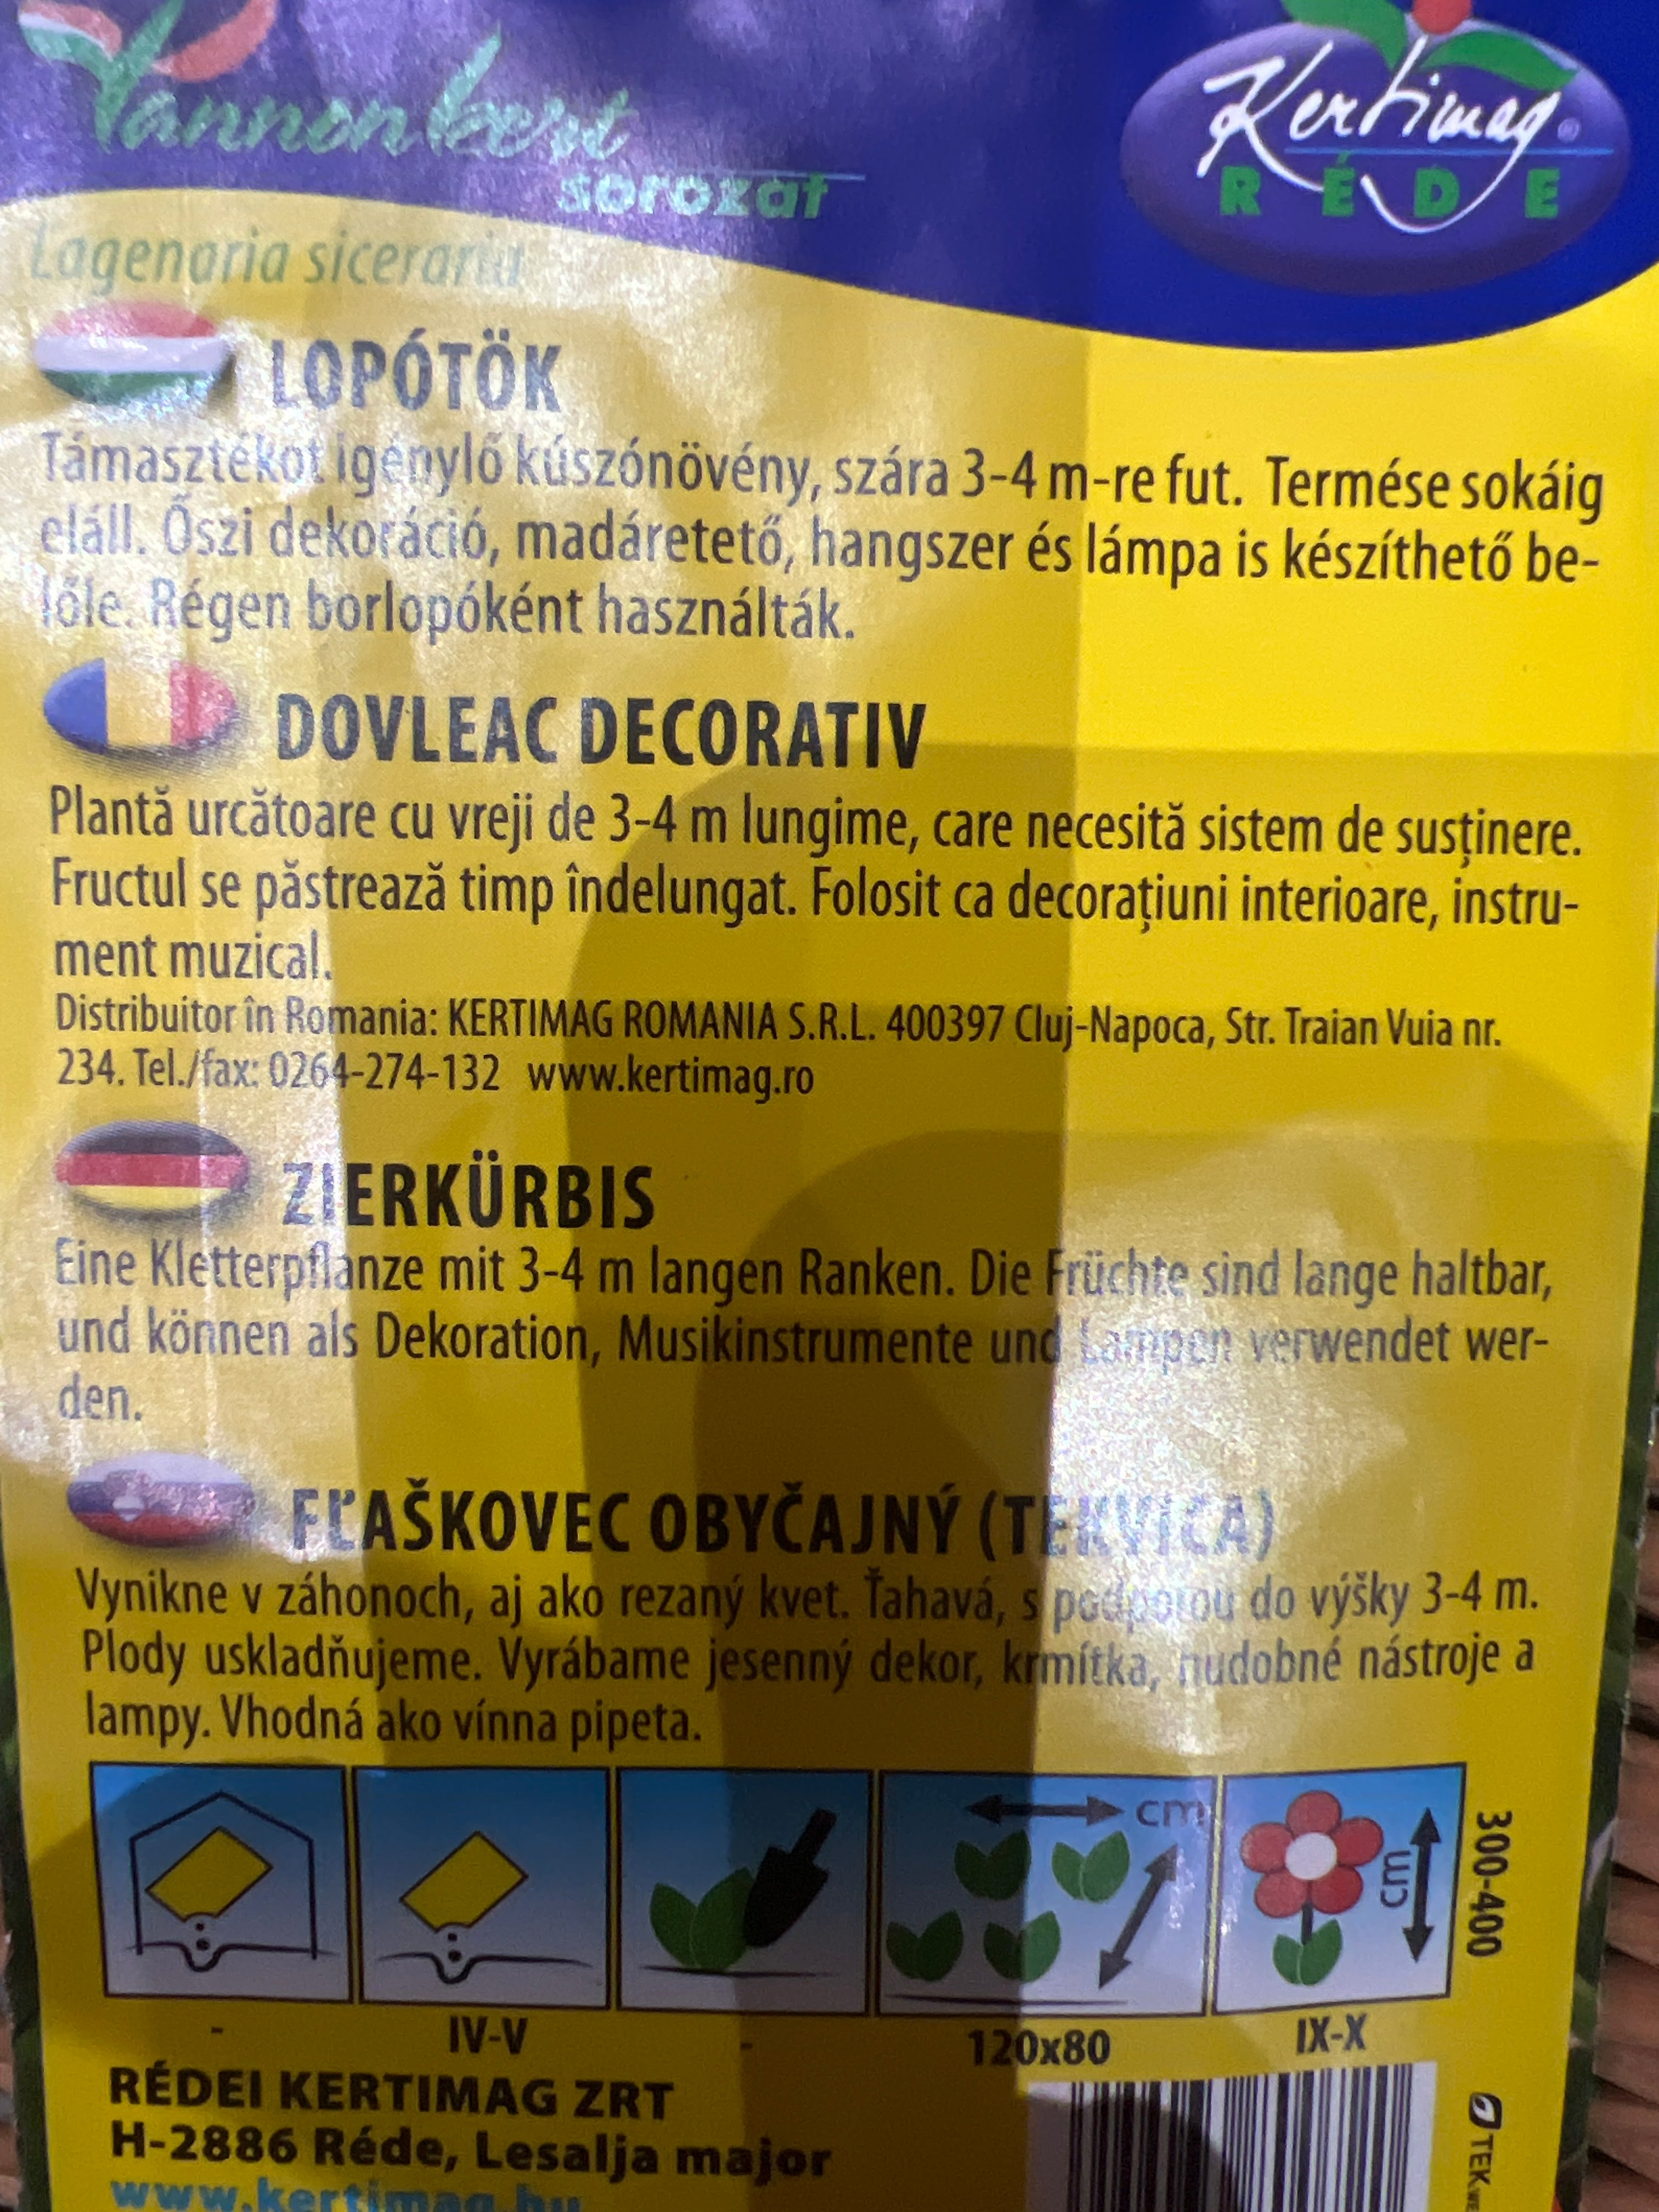 Pannonkert
sorozat
Kertimag®
RÉDE
Lagenaria siceraria
LOPÓTÖK
Támasztékot igénylő kúszónövény, szára 3-4 m-re fut. Termése sokáig
eláll. Őszi dekoráció, madáretető, hangszer és lámpa is készíthető be-
lőle. Régen borlopóként használták.
DOVLEAC DECORATIV
Plantă urcătoare cu vreji de 3-4 m lungime, care necesită sistem de susținere.
Fructul se păstrează timp îndelungat. Folosit ca decorațiuni interioare, instru-
ment muzical.
Distribuitor în Romania: KERTIMAG ROMANIA S.R.L. 400397 Cluj-Napoca, Str. Traian Vuia nr.
234. Tel./fax: 0264-274-132 www.kertimag.ro
ZIERKÜRBIS
Eine Kletterpflanze mit 3-4 m langen Ranken. Die Früchte sind lange haltbar,
und können als Dekoration, Musikinstrumente und Lampen verwendet wer-
den.
FĽAŠKOVEC OBYČAJNÝ (TEKVICA)
Vynikne v záhonoch, aj ako rezaný kvet. Ťahavá, s podporou do výšky 3-4 m.
Plody uskladňujeme. Vyrábame jesenný dekor, krmítka, hudobné nástroje a
lampy. Vhodná ako vínna pipeta.
cm
cm
300-400
-
IV-V
-
120x80
IX-X
RÉDEI KERTIMAG ZRT
H-2886 Réde, Lesalja major
www.kertimag.hu
TEK